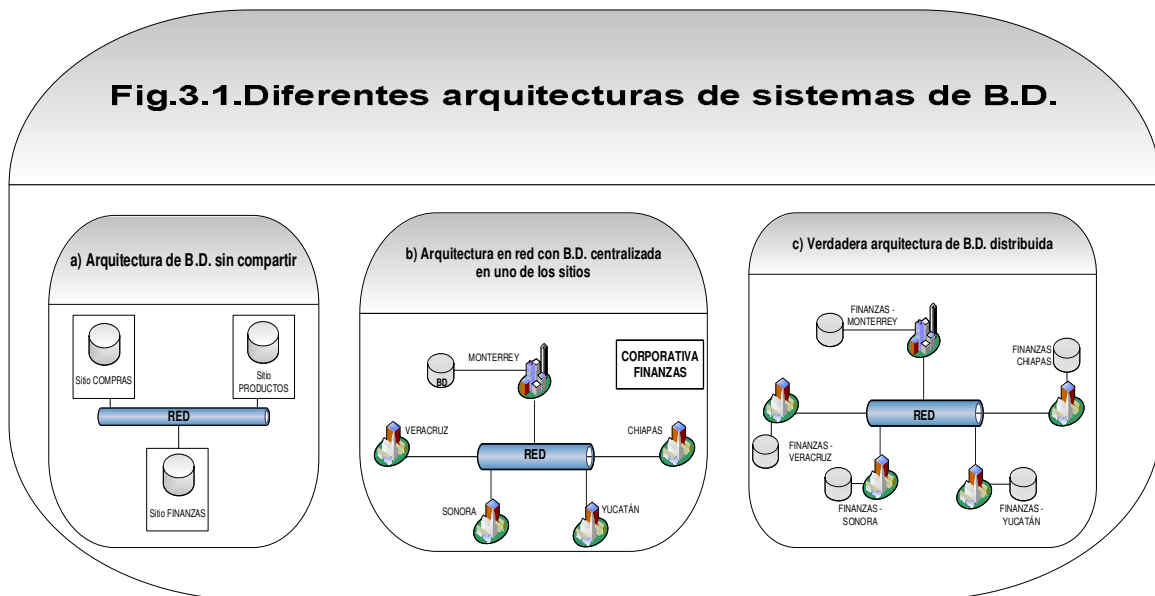 Fig.3.1.Diferentes arquitecturas de sistemas de B.D.
a) Arquitectura de B.D. sin compartir
Sitio COMPRAS
Sitio
PRODUCTOS
RED
Sitio FINANZAS
b) Arquitectura en red con B.D. centralizada
en uno de los sitios
MONTERREY
BD
CORPORATIVA
FINANZAS
VERACRUZ
CHIAPAS
RED
SONORA
YUCATÁN
c) Verdadera arquitectura de B.D. distribuida
FINANZAS -
MONTERREY
FINANZAS
CHIAPAS
RED
FINANZAS -
VERACRUZ
FINANZAS -
SONORA
FINANZAS -
YUCATÁN